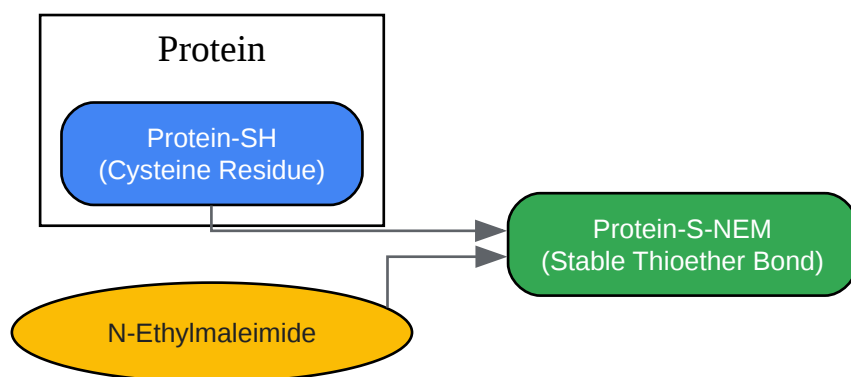 Protein
Protein-SH
(Cysteine Residue)
Protein-S-NEM
(Stable Thioether Bond)
N-Ethylmaleimide